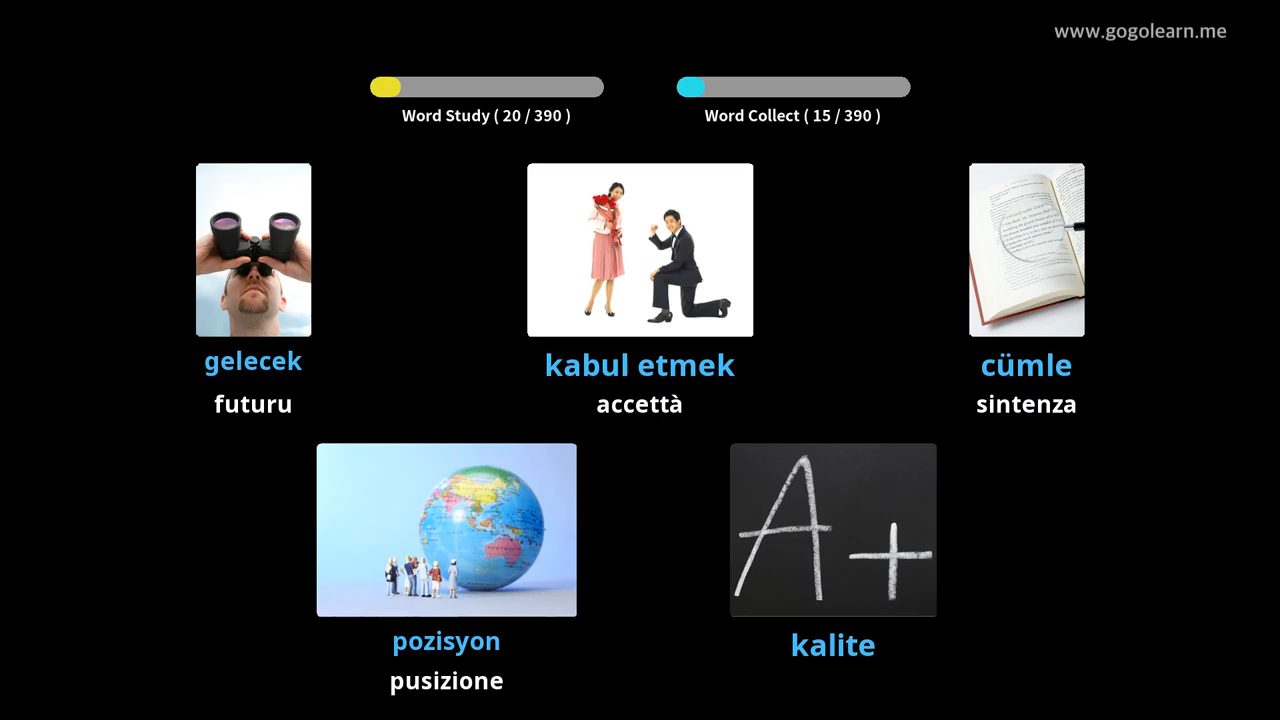 www.gogolearn.me
Word Study ( 20 / 390 )
Word Collect ( 15 / 390 )
gelecek
futuru
kabul etmek
accettà
cümle
sintenza
A+
pozisyon
pusizione
kalite